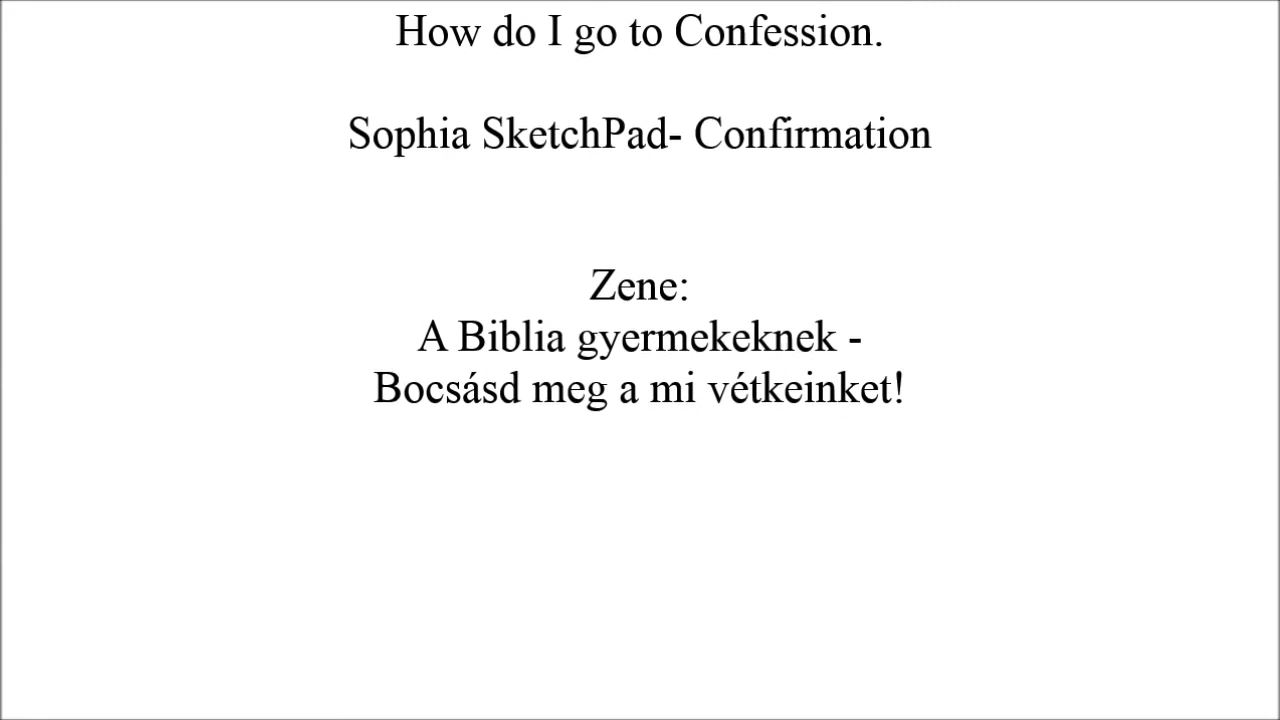 How do I go to Confession.
Sophia SketchPad- Confirmation
Zene:
A Biblia gyermekeknek -
Bocsásd meg a mi vétkeinket!